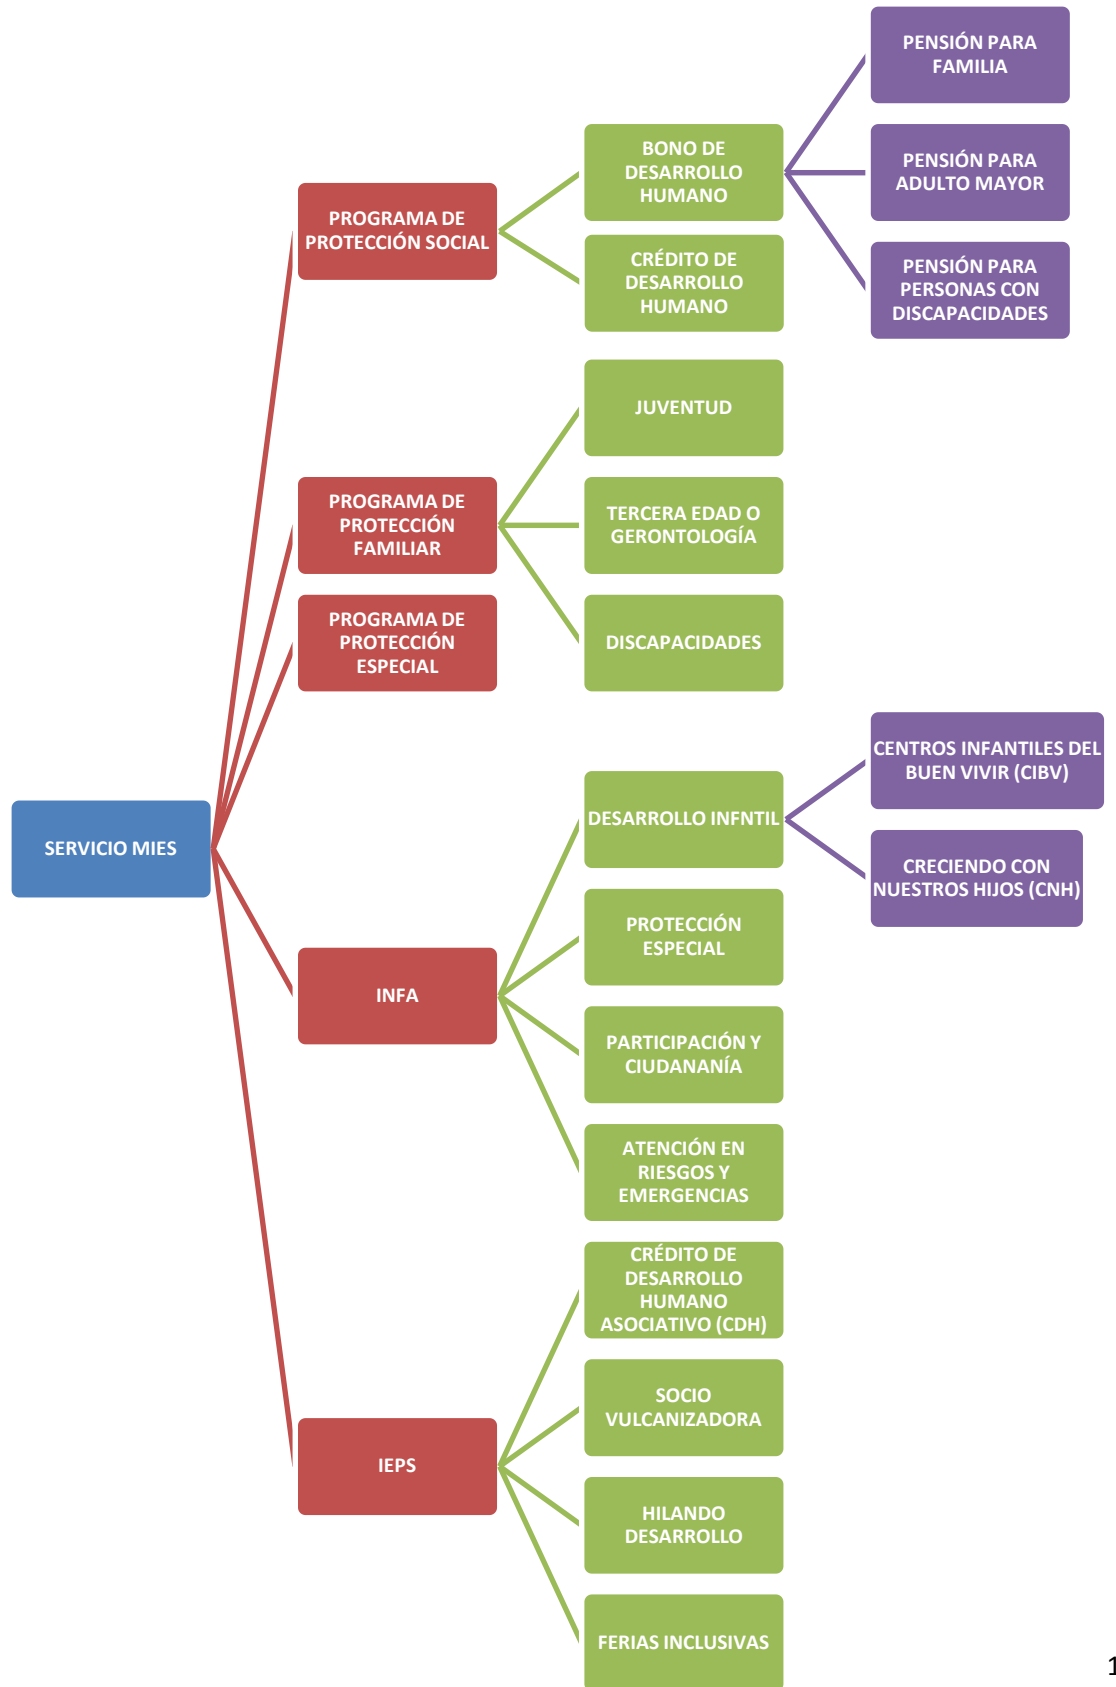 SERVICIO MIES
PROGRAMA DE
PROTECCIÓN SOCIAL
BONO DE
DESARROLLO
HUMANO
PENSIÓN PARA
FAMILIA
PENSIÓN PARA
ADULTO MAYOR
PENSIÓN PARA
PERSONAS CON
DISCAPACIDADES
CRÉDITO DE
DESARROLLO
HUMANO
PROGRAMA DE
PROTECCIÓN
FAMILIAR
JUVENTUD
TERCERA EDAD O
GERONTOLOGÍA
DISCAPACIDADES
PROGRAMA DE
PROTECCIÓN
ESPECIAL
INFA
DESARROLLO INFNTIL
CENTROS INFANTILES DEL
BUEN VIVIR (CIBV)
CRECIENDO CON
NUESTROS HIJOS (CNH)
PROTECCIÓN
ESPECIAL
PARTICIPACIÓN Y
CIUDANANÍA
ATENCIÓN EN
RIESGOS Y
EMERGENCIAS
IEPS
CRÉDITO DE
DESARROLLO
HUMANO
ASOCIATIVO (CDH)
SOCIO
VULCANIZADORA
HILANDO
DESARROLLO
FERIAS INCLUSIVAS
1